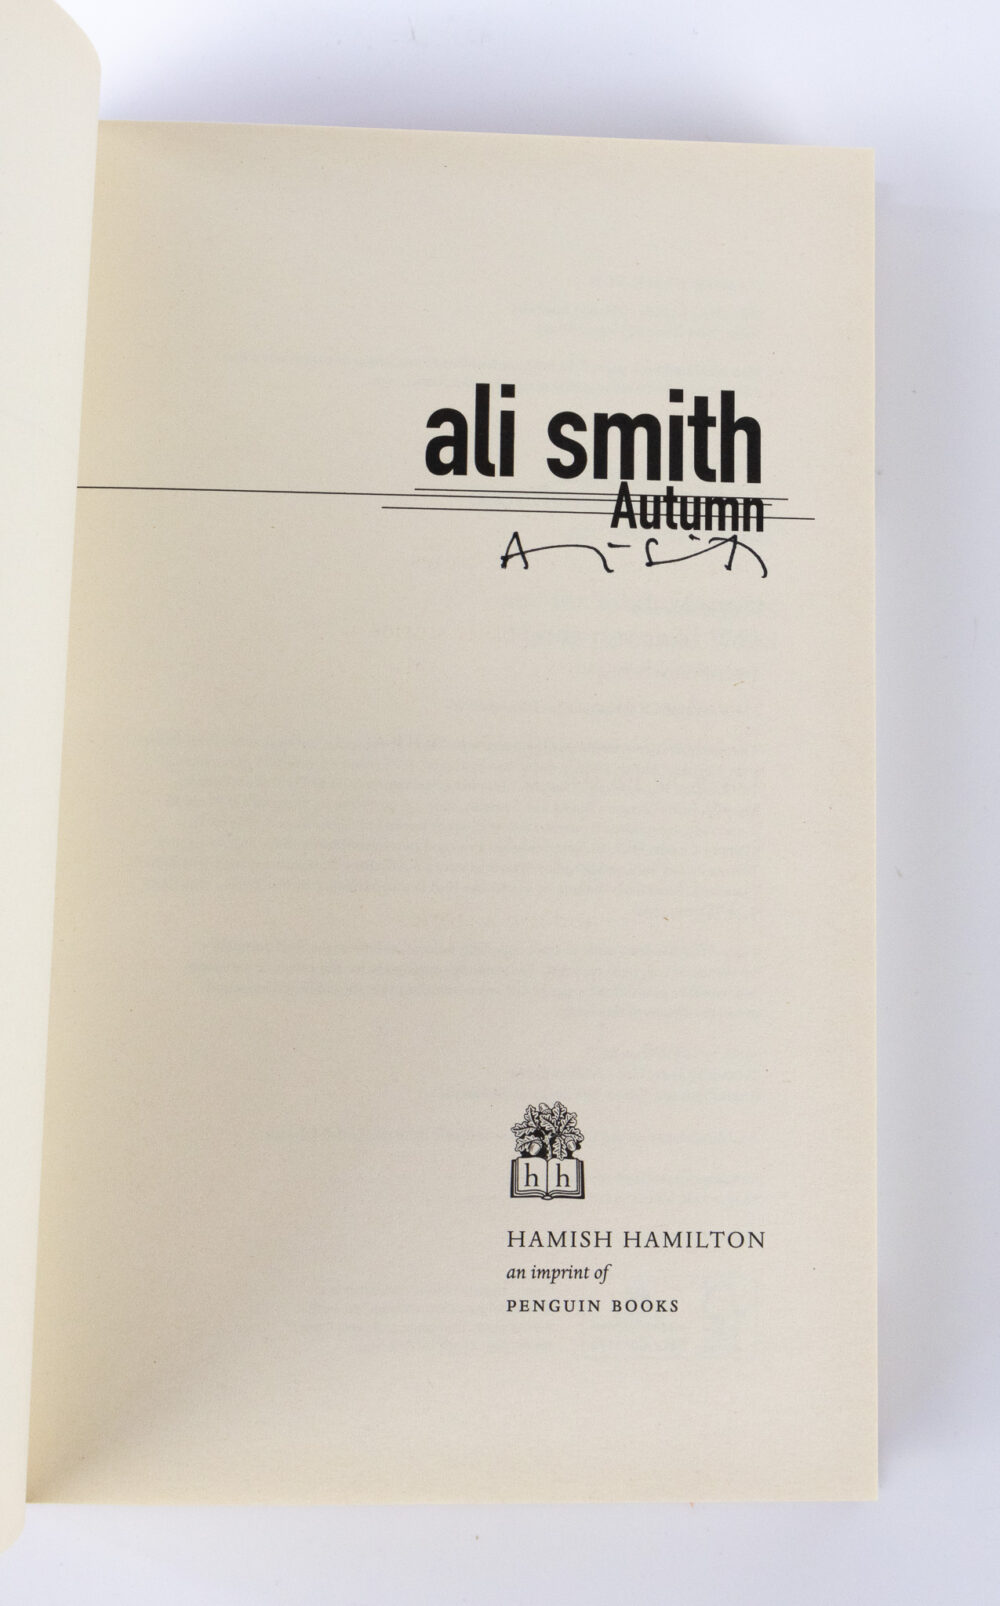 ali smith
Autumn
h h
HAMISH HAMILTON
an imprint of
PENGUIN BOOKS